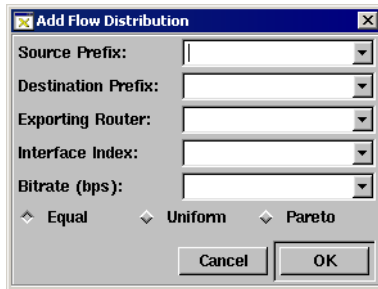 Add Flow Distribution
Source Prefix:
Destination Prefix:
Exporting Router:
Interface Index:
Bitrate (bps):
Equal Uniform Pareto
Cancel OK